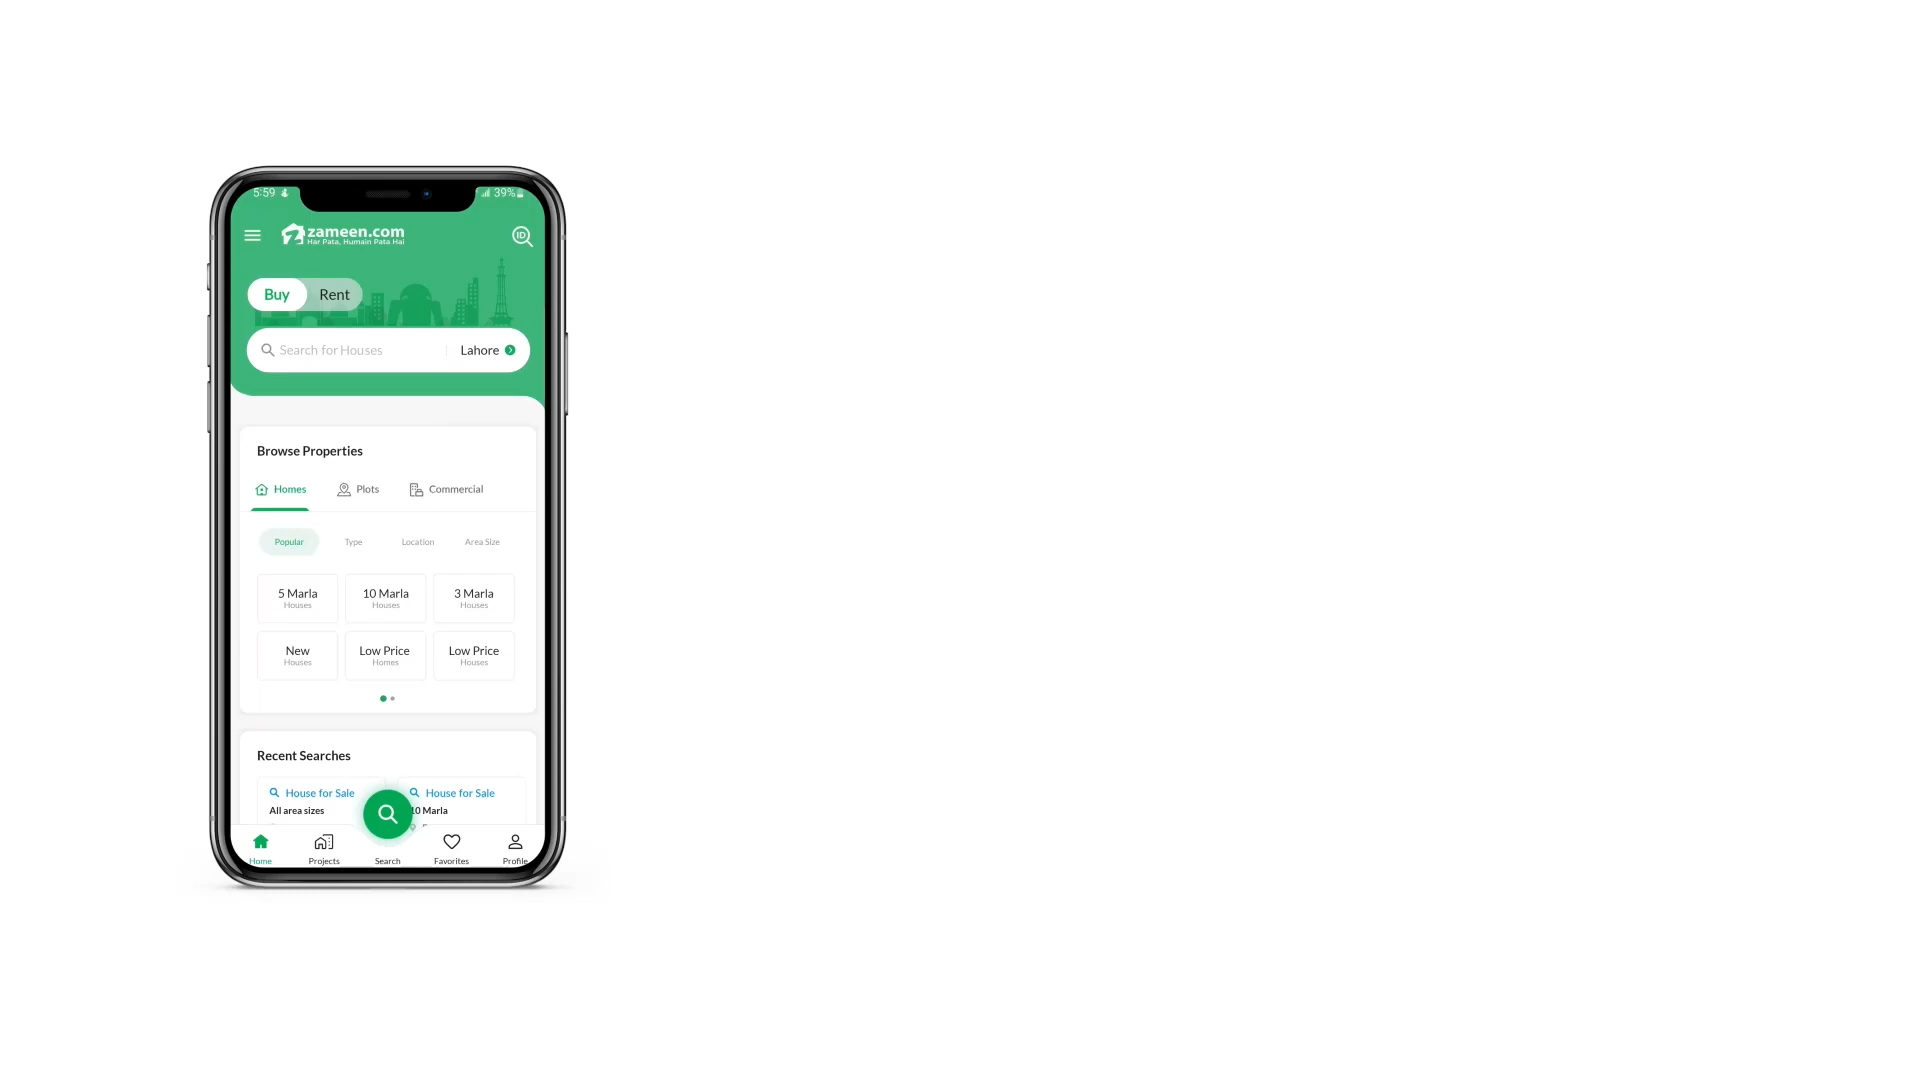 5:59
39%
zameen.com
Har Pata, Humain Pata Hai
ID
Buy Rent
Search for Houses Lahore
Browse Properties
Homes Plots Commercial
Popular Type Location Area Size
5 Marla 10 Marla 3 Marla
Houses Houses Houses
New Low Price Low Price
Houses Homes Houses
Recent Searches
House for Sale House for Sale
All area sizes 10 Marla
Home Projects Search Favorites Profile